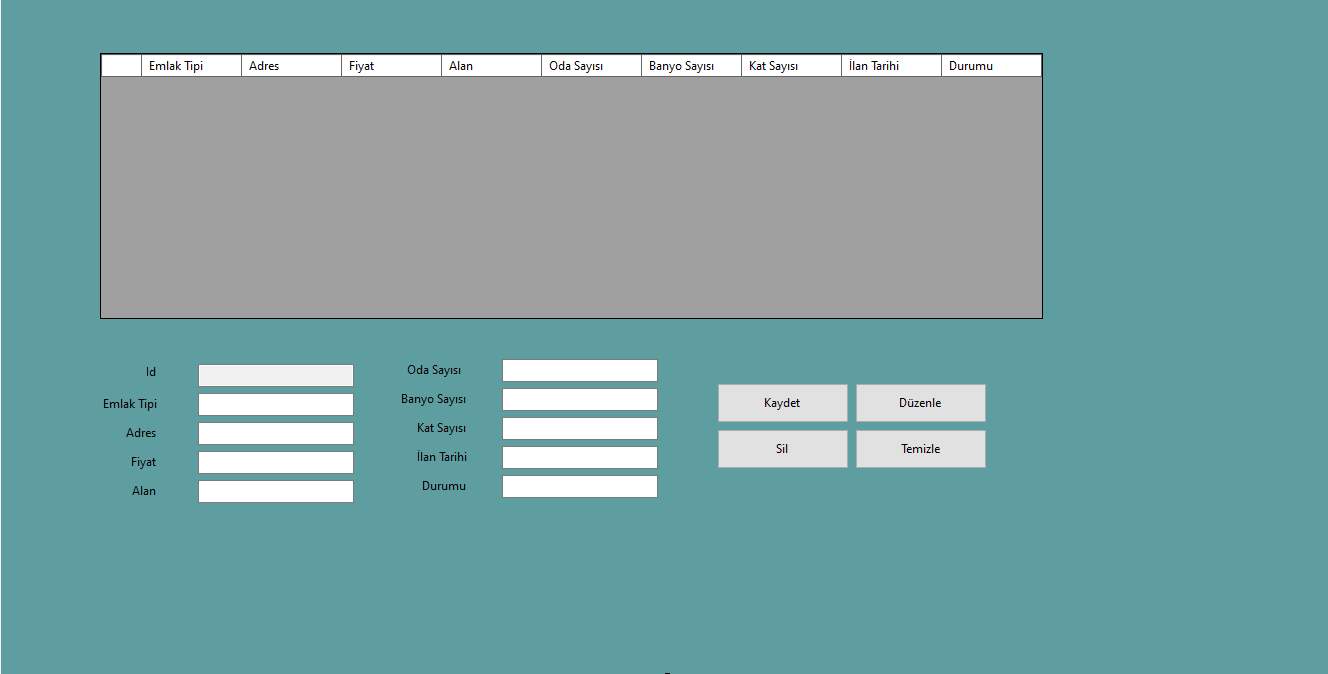 Emlak Tipi Adres Fiyat Alan Oda Sayısı Banyo Sayısı Kat Sayısı İlan Tarihi Durumu
Id
Emlak Tipi
Adres
Fiyat
Alan
Oda Sayısı
Banyo Sayısı
Kat Sayısı
İlan Tarihi
Durumu
Kaydet Düzenle
Sil Temizle